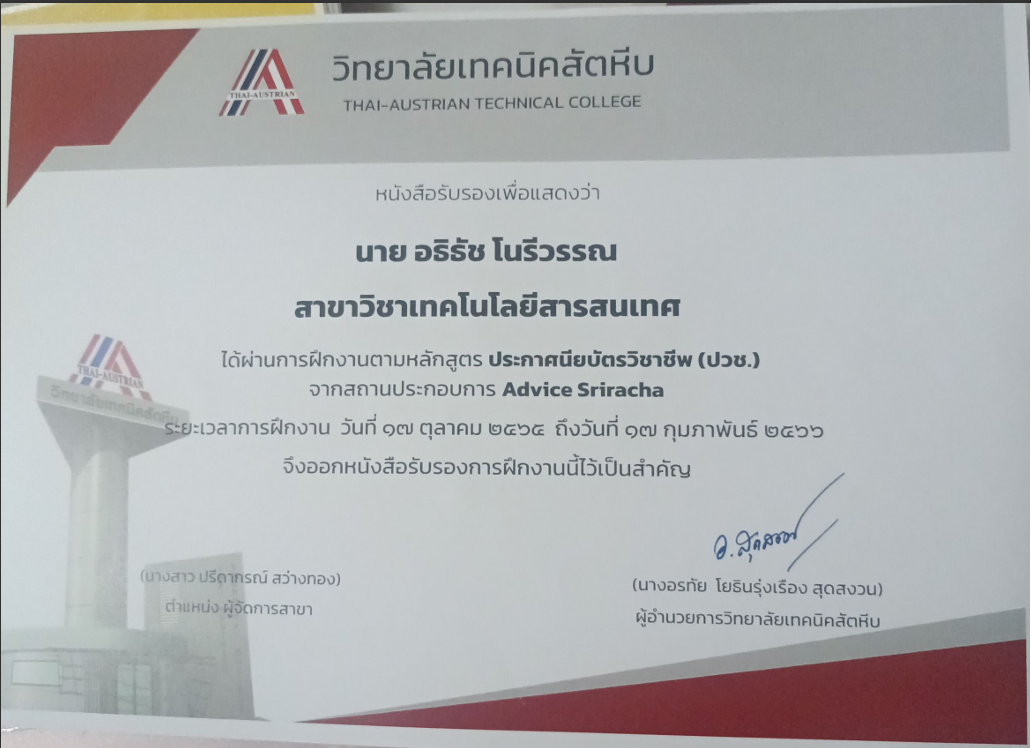 THAI-AUSTRIAN
วิทยาลัยเทคนิคสัตหีบ
THAI-AUSTRIAN TECHNICAL COLLEGE
หนังสือรับรองเพื่อแสดงว่า
นาย อธิธัช โนรีวรรณ
สาขาวิชาเทคโนโลยีสารสนเทศ
ได้ผ่านการฝึกงานตามหลักสูตร ประกาศนียบัตรวิชาชีพ (ปวช.)
จากสถานประกอบการ Advice Sriracha
THAI-AUSTRIAN
วิทยาลัยเทคนิคสัตหีบ
ระยะเวลาการฝึกงาน วันที่ ๑๗ ตุลาคม ๒๕๖๕ ถึงวันที่ ๑๗ กุมภาพันธ์ ๒๕๖๖
จึงออกหนังสือรับรองการฝึกงานนี้ไว้เป็นสำคัญ
(นางสาว ปรีดาภรณ์ สว่างทอง)
ตำแหน่ง ผู้จัดการสาขา
(นางอรทัย โยธินรุ่งเรือง สุดสงวน)
ผู้อำนวยการวิทยาลัยเทคนิคสัตหีบ